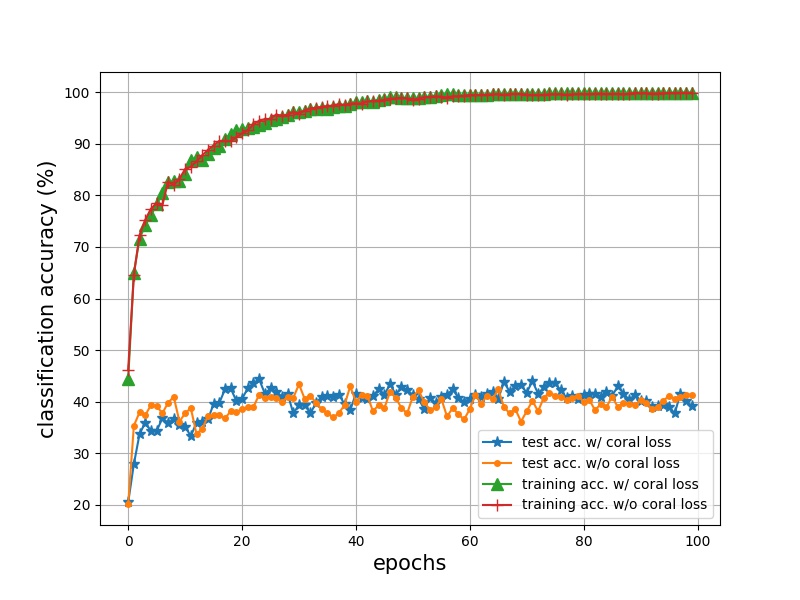 100
90
80
70
60
50
40
30
20
classification accuracy (%)
test acc. w/ coral loss
test acc. w/o coral loss
training acc. w/ coral loss
training acc. w/o coral loss
0 20 40 60 80 100
epochs